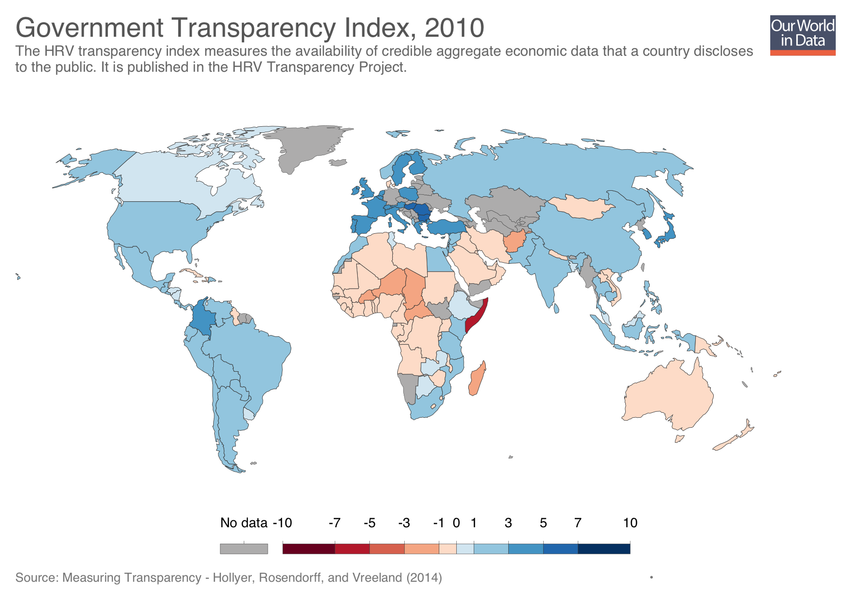 Government Transparency Index, 2010
The HRV transparency index measures the availability of credible aggregate economic data that a country discloses
to the public. It is published in the HRV Transparency Project.
Our World
in Data
No data -10 -7 -5 -3 -1 0 1 3 5 7 10
Source: Measuring Transparency - Hollyer, Rosendorff, and Vreeland (2014)